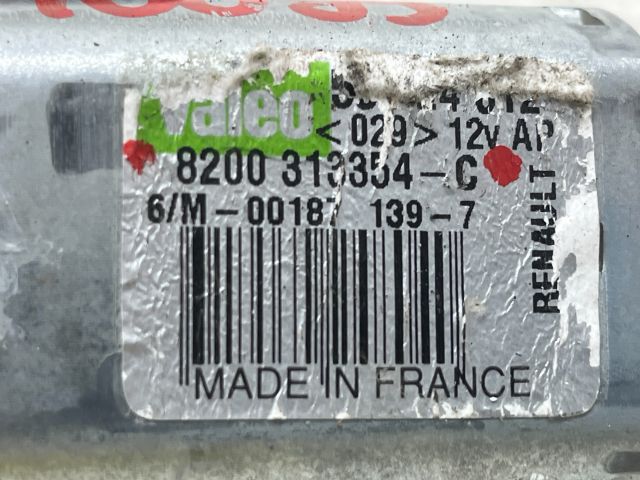 Valeo
<029> 12v AP
8200 313354-C
6/M-00187 139-7
RENAULT
MADE IN FRANCE